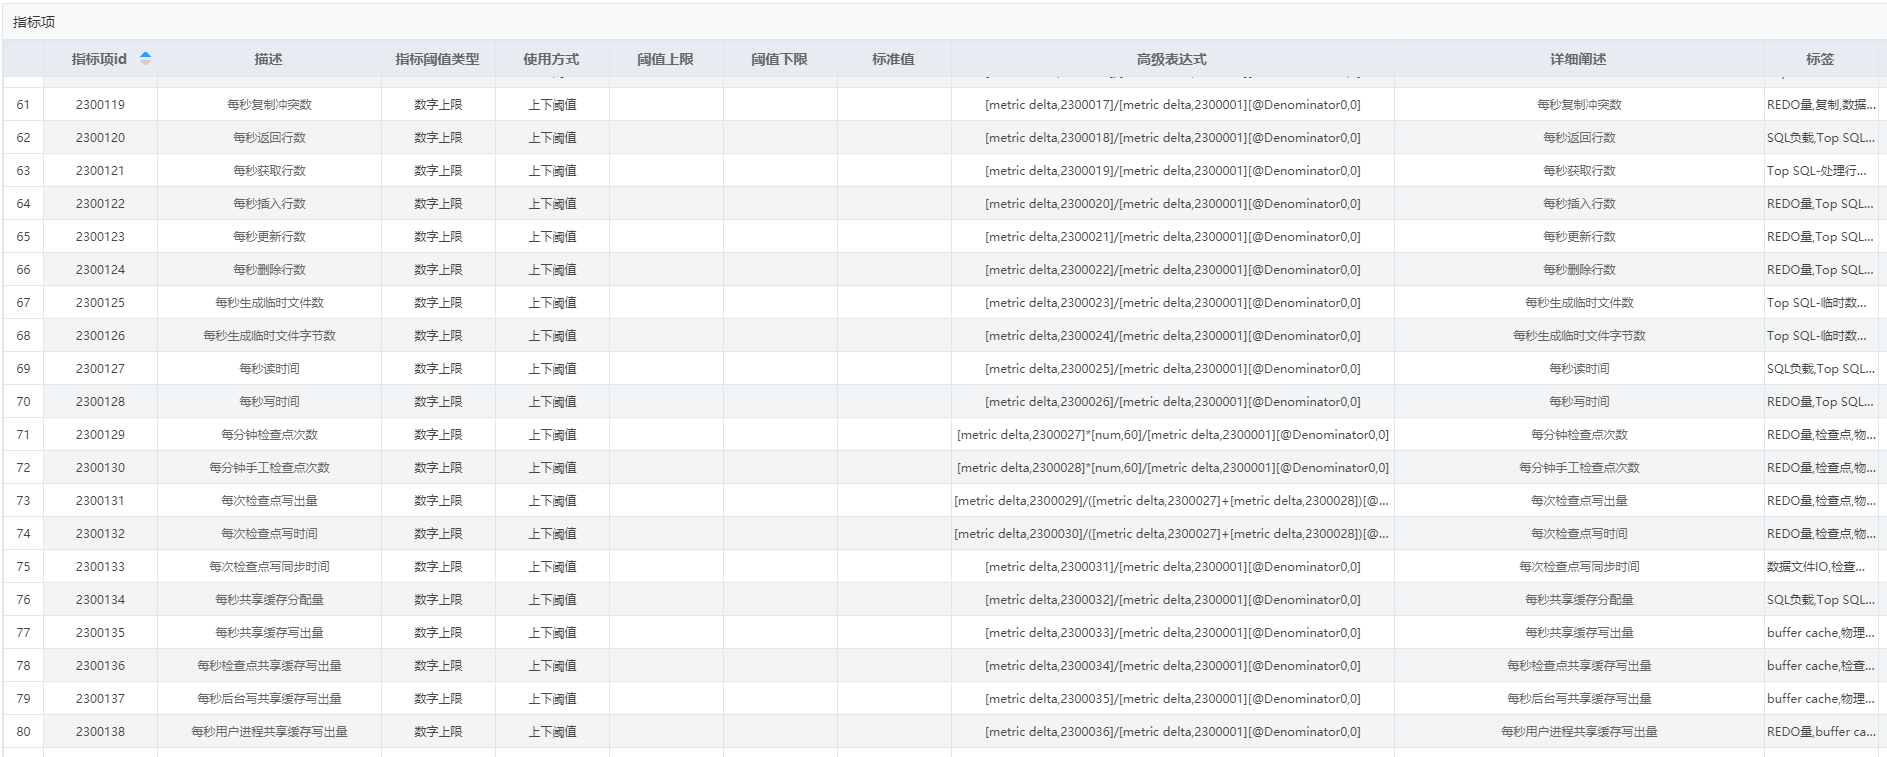 指标项
指标项id 描述 指标阈值类型 使用方式 阈值上限 阈值下限 标准值 高级表达式 详细阐述 标签
61 2300119 每秒复制冲突数 数字上限 上下阈值 [metric delta,2300017]/[metric delta,2300001][@Denominator0,0] 每秒复制冲突数 REDO量,复制,数据...
62 2300120 每秒返回行数 数字上限 上下阈值 [metric delta,2300018]/[metric delta,2300001][@Denominator0,0] 每秒返回行数 SQL负载,Top SQL...
63 2300121 每秒获取行数 数字上限 上下阈值 [metric delta,2300019]/[metric delta,2300001][@Denominator0,0] 每秒获取行数 Top SQL-处理行...
64 2300122 每秒插入行数 数字上限 上下阈值 [metric delta,2300020]/[metric delta,2300001][@Denominator0,0] 每秒插入行数 REDO量,Top SQL...
65 2300123 每秒更新行数 数字上限 上下阈值 [metric delta,2300021]/[metric delta,2300001][@Denominator0,0] 每秒更新行数 REDO量,Top SQL...
66 2300124 每秒删除行数 数字上限 上下阈值 [metric delta,2300022]/[metric delta,2300001][@Denominator0,0] 每秒删除行数 REDO量,Top SQL...
67 2300125 每秒生成临时文件数 数字上限 上下阈值 [metric delta,2300023]/[metric delta,2300001][@Denominator0,0] 每秒生成临时文件数 Top SQL-临时数...
68 2300126 每秒生成临时文件字节数 数字上限 上下阈值 [metric delta,2300024]/[metric delta,2300001][@Denominator0,0] 每秒生成临时文件字节数 Top SQL-临时数...
69 2300127 每秒读时间 数字上限 上下阈值 [metric delta,2300025]/[metric delta,2300001][@Denominator0,0] 每秒读时间 SQL负载,Top SQL...
70 2300128 每秒写时间 数字上限 上下阈值 [metric delta,2300026]/[metric delta,2300001][@Denominator0,0] 每秒写时间 REDO量,Top SQL...
71 2300129 每分钟检查点次数 数字上限 上下阈值 [metric delta,2300027]*[num,60]/[metric delta,2300001][@Denominator0,0] 每分钟检查点次数 REDO量,检查点,物...
72 2300130 每分钟手工检查点次数 数字上限 上下阈值 [metric delta,2300028]*[num,60]/[metric delta,2300001][@Denominator0,0] 每分钟手工检查点次数 REDO量,检查点,物...
73 2300131 每次检查点写出量 数字上限 上下阈值 [metric delta,2300029]/([metric delta,2300027]+[metric delta,2300028])[@... 每次检查点写出量 REDO量,检查点,物...
74 2300132 每次检查点写时间 数字上限 上下阈值 [metric delta,2300030]/([metric delta,2300027]+[metric delta,2300028])[@... 每次检查点写时间 REDO量,检查点,物...
75 2300133 每次检查点写同步时间 数字上限 上下阈值 [metric delta,2300031]/[metric delta,2300001][@Denominator0,0] 每次检查点写同步时间 数据文件IO,检查...
76 2300134 每秒共享缓存分配量 数字上限 上下阈值 [metric delta,2300032]/[metric delta,2300001][@Denominator0,0] 每秒共享缓存分配量 SQL负载,Top SQL...
77 2300135 每秒共享缓存写出量 数字上限 上下阈值 [metric delta,2300033]/[metric delta,2300001][@Denominator0,0] 每秒共享缓存写出量 buffer cache,物理...
78 2300136 每秒检查点共享缓存写出量 数字上限 上下阈值 [metric delta,2300034]/[metric delta,2300001][@Denominator0,0] 每秒检查点共享缓存写出量 buffer cache,检查...
79 2300137 每秒后台写共享缓存写出量 数字上限 上下阈值 [metric delta,2300035]/[metric delta,2300001][@Denominator0,0] 每秒后台写共享缓存写出量 buffer cache,物理...
80 2300138 每秒用户进程共享缓存写出量 数字上限 上下阈值 [metric delta,2300036]/[metric delta,2300001][@Denominator0,0] 每秒用户进程共享缓存写出量 REDO量,buffer ca...